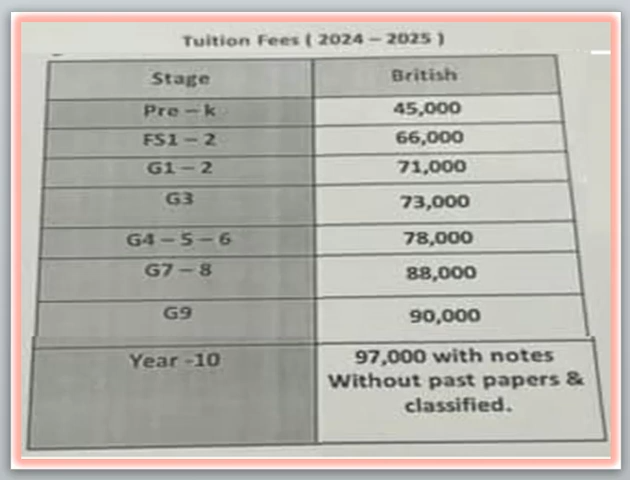 Tuition Fees ( 2024 – 2025 )
Stage British
Pre – k 45,000
FS1 – 2 66,000
G1 – 2 71,000
G3 73,000
G4 – 5 – 6 78,000
G7 – 8 88,000
G9 90,000
Year -10 97,000 with notes
Without past papers &
classified.